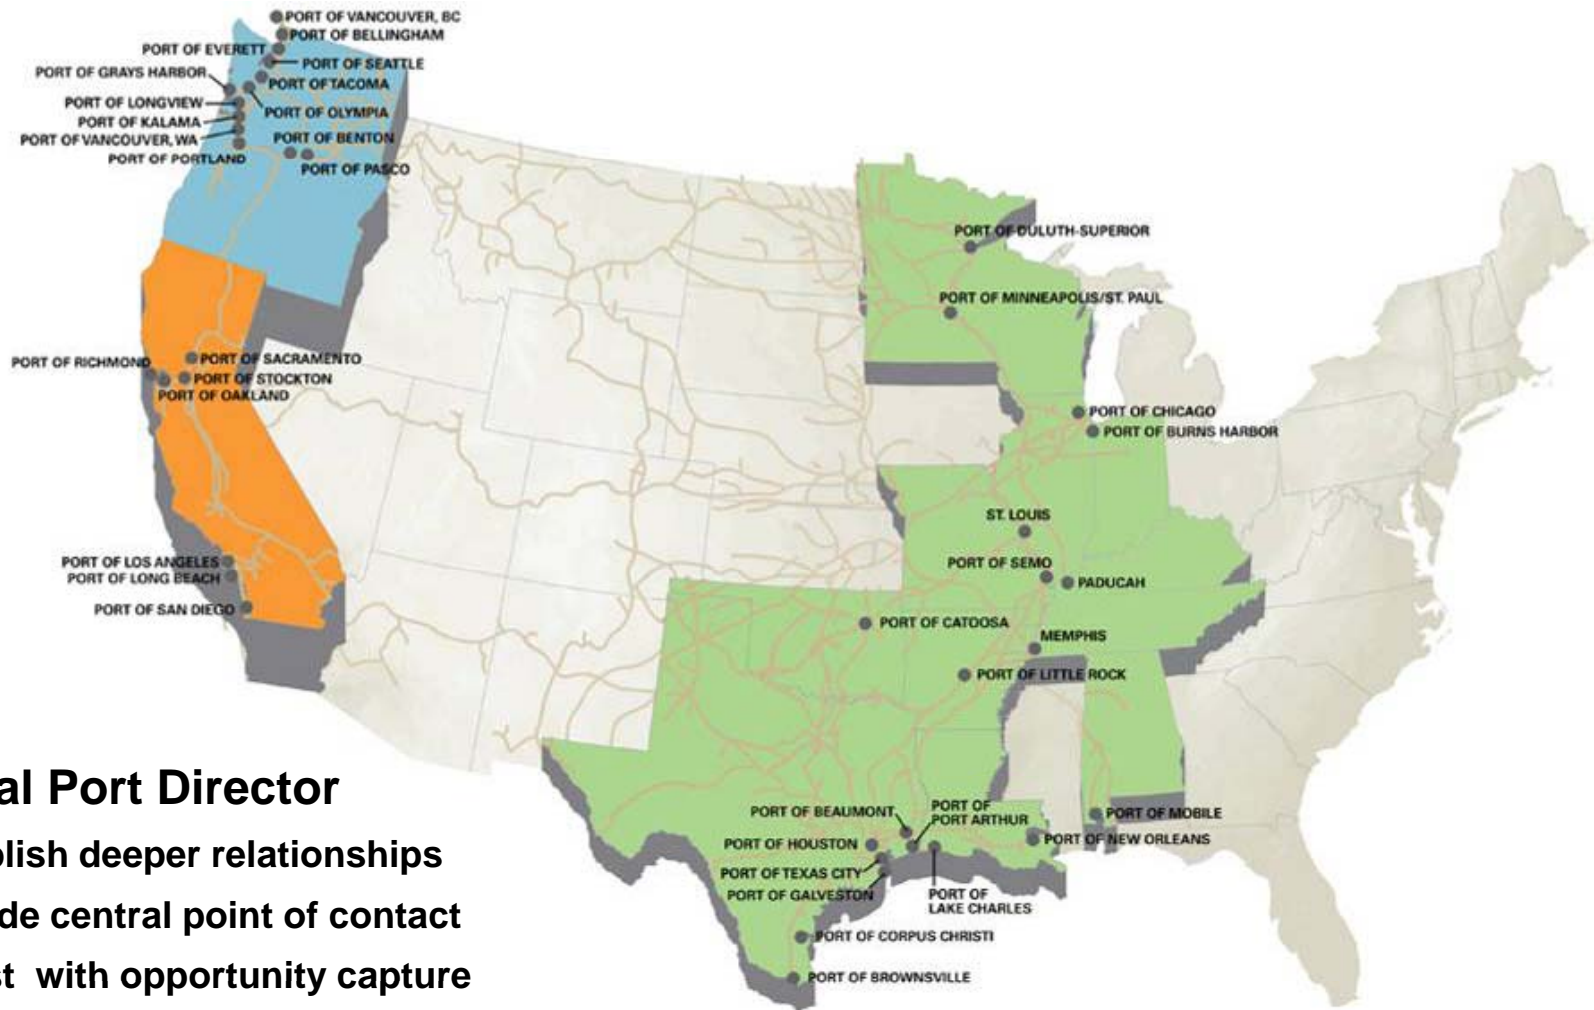 PORT OF VANCOUVER, BC
PORT OF BELLINGHAM
PORT OF EVERETT
PORT OF SEATTLE
PORT OF GRAYS HARBOR
PORT OF TACOMA
PORT OF LONGVIEW
PORT OF OLYMPIA
PORT OF KALAMA
PORT OF VANCOUVER, WA
PORT OF BENTON
PORT OF PORTLAND
PORT OF PASCO
PORT OF DULUTH-SUPERIOR
PORT OF MINNEAPOLIS/ST. PAUL
PORT OF RICHMOND
PORT OF SACRAMENTO
PORT OF STOCKTON
PORT OF OAKLAND
PORT OF CHICAGO
PORT OF BURNS HARBOR
ST. LOUIS
PORT OF LOS ANGELES
PORT OF SEMO
PORT OF LONG BEACH
PADUCAH
PORT OF SAN DIEGO
PORT OF CATOOSA
MEMPHIS
PORT OF LITTLE ROCK
al Port Director
PORT OF BEAUMONT
PORT OF
PORT ARTHUR
PORT OF MOBILE
PORT OF HOUSTON
PORT OF NEW ORLEANS
blish deeper relationships
PORT OF TEXAS CITY
PORT OF GALVESTON
PORT OF
LAKE CHARLES
de central point of contact
PORT OF CORPUS CHRISTI
st with opportunity capture
PORT OF BROWNSVILLE